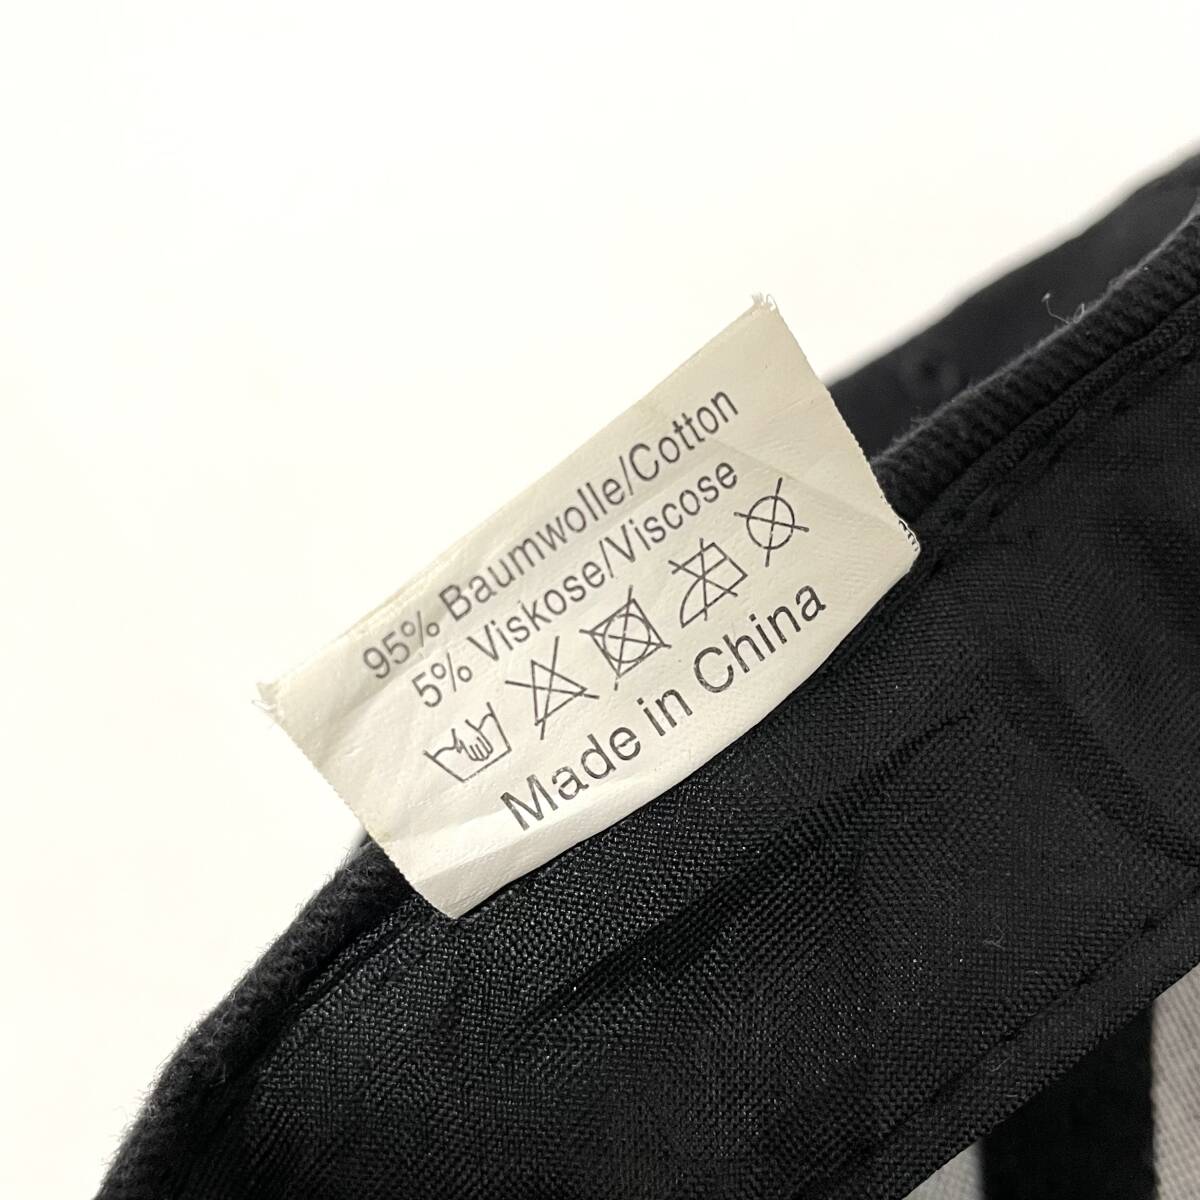 95% Baumwolle/Cotton
5% Viskose/Viscose
Made in China